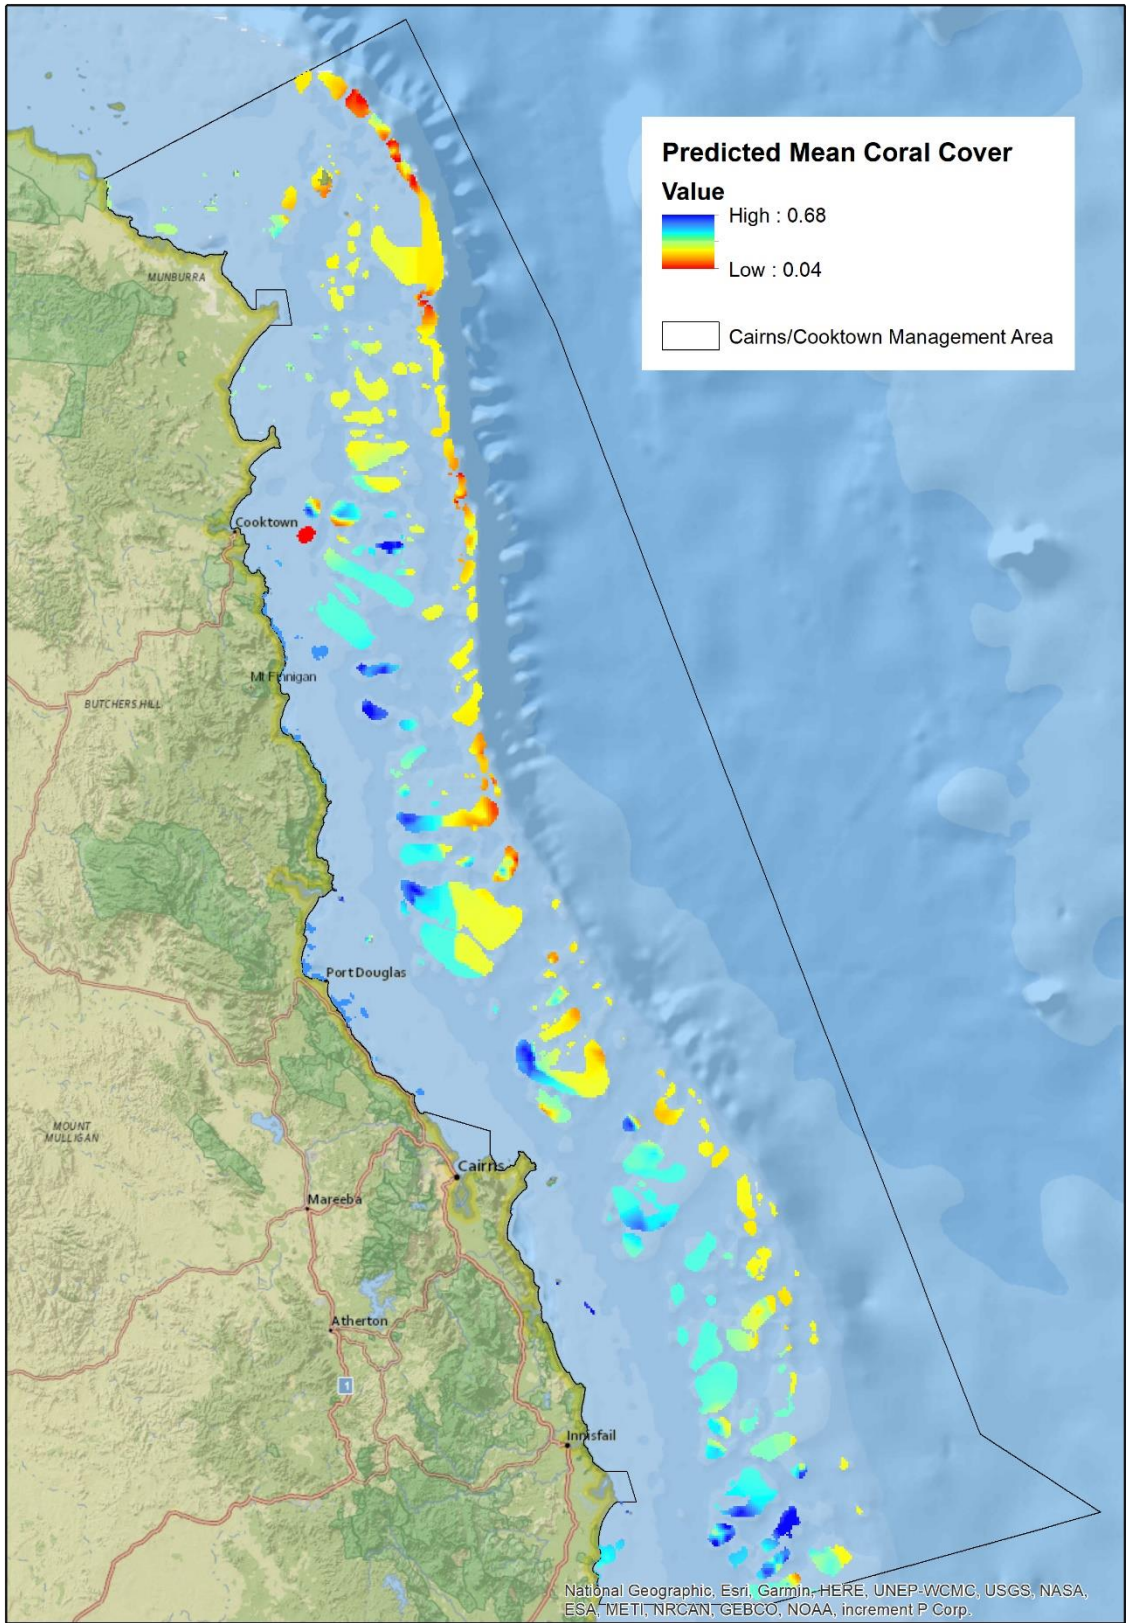 Predicted Mean Coral Cover
Value
High : 0.68
Low : 0.04
Cairns/Cooktown Management Area
MUNBURRA
Cooktown
Mt Finnigan
BUTCHERS HILL
Port Douglas
MOUNT
MULLIGAN
Cairns
Mareeba
Atherton
1
Innisfail
National Geographic, Esri, Garmin, HERE, UNEP-WCMC, USGS, NASA,
ESA, METI, NRCAN, GEBCO, NOAA, increment P Corp.